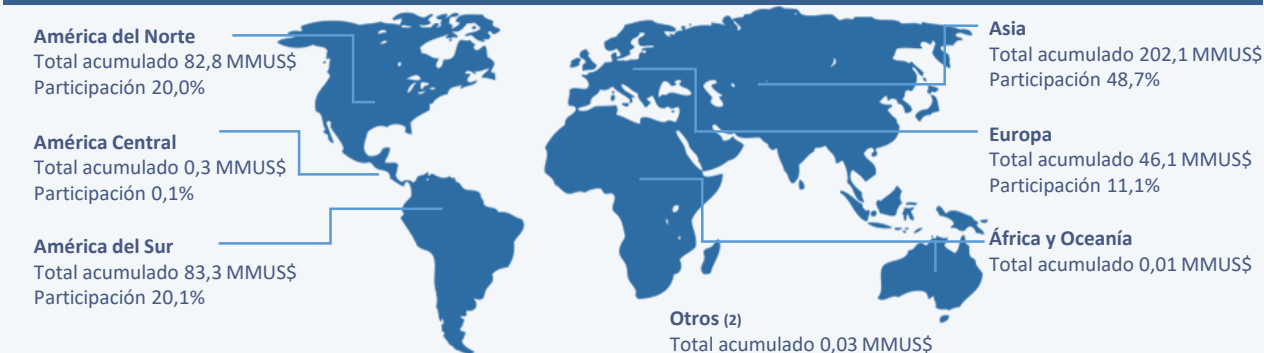 América del Norte
Total acumulado 82,8 MMUS$
Participación 20,0%
América Central
Total acumulado 0,3 MMUS$
Participación 0,1%
América del Sur
Total acumulado 83,3 MMUS$
Participación 20,1%
Asia
Total acumulado 202,1 MMUS$
Participación 48,7%
Europa
Total acumulado 46,1 MMUS$
Participación 11,1%
África y Oceanía
Total acumulado 0,01 MMUS$
Otros (2)
Total acumulado 0,03 MMUS$